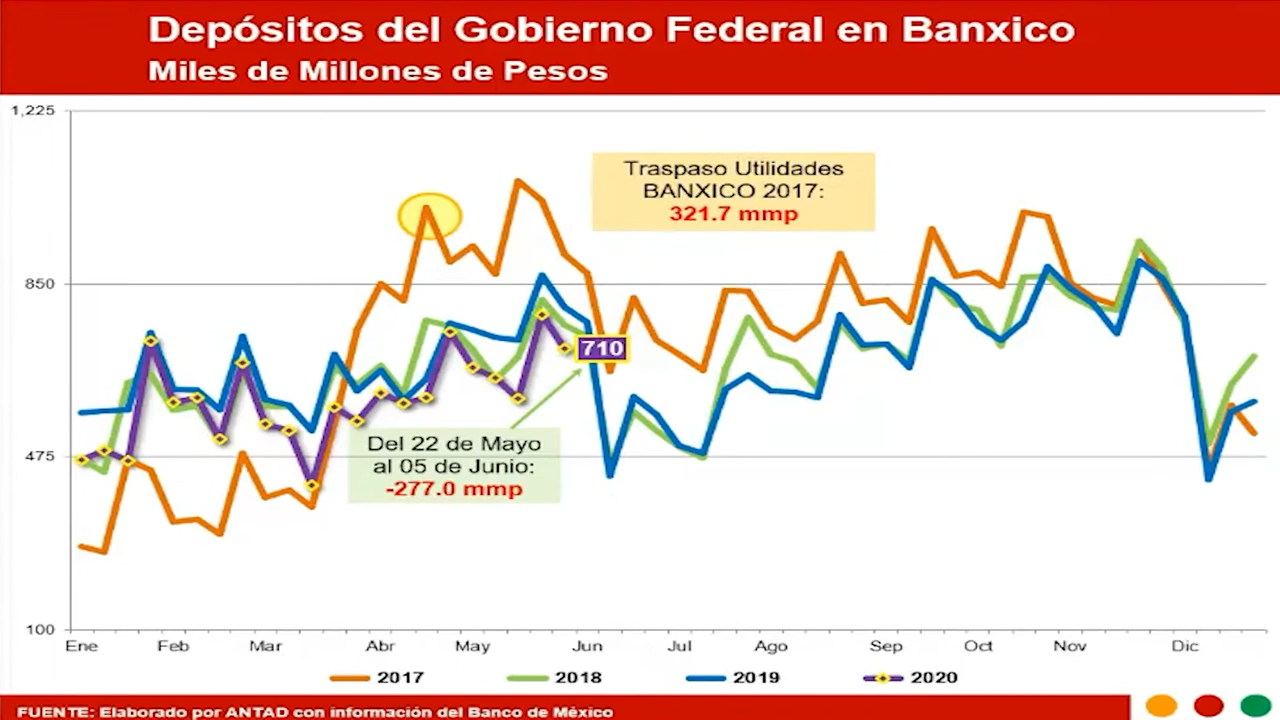 Depósitos del Gobierno Federal en Banxico
Miles de Millones de Pesos
1,225
850
475
100
Traspaso Utilidades
BANXICO 2017:
321.7 mmp
710
Del 22 de Mayo
al 05 de Junio:
-277.0 mmp
Ene Feb Mar Abr May Jun Jul Ago Sep Oct Nov Dic
2017 2018 2019 2020
FUENTE: Elaborado por ANTAD con información del Banco de México